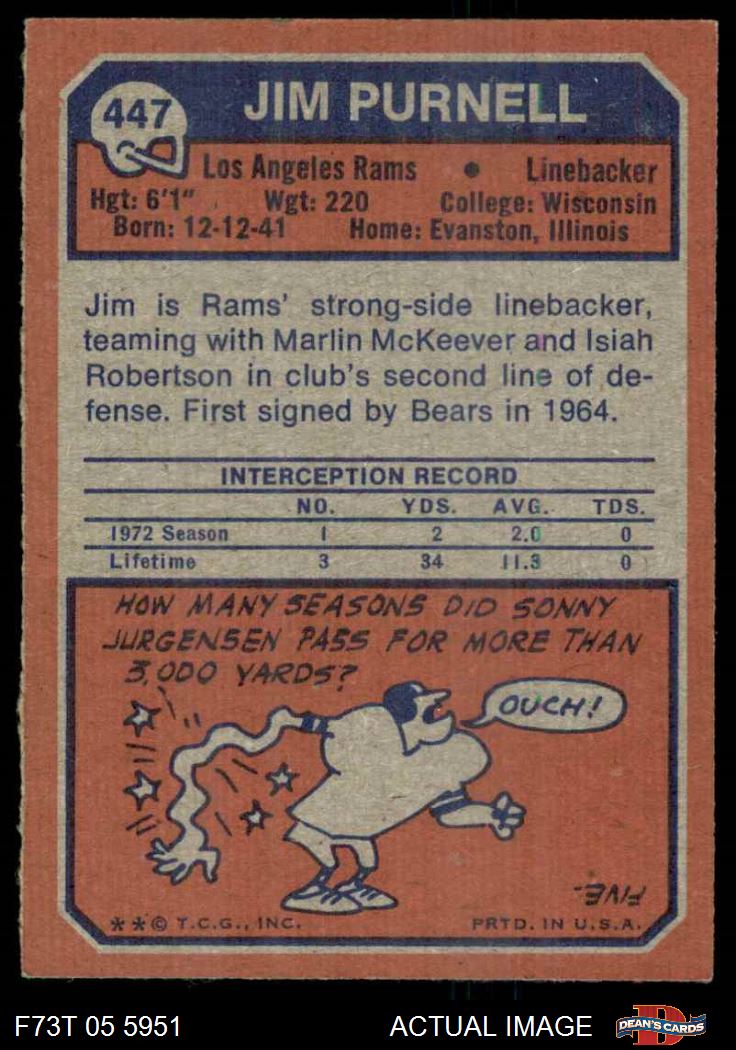 447
JIM PURNELL
Los Angeles Rams • Linebacker
Hgt: 6'1" Wgt: 220 College: Wisconsin
Born: 12-12-41 Home: Evanston, Illinois
Jim is Rams' strong-side linebacker,
teaming with Marlin McKeever and Isiah
Robertson in club's second line of de-
fense. First signed by Bears in 1964.
INTERCEPTION RECORD
NO. YDS. AVG. TDS.
1972 Season 1 2 2.0 0
Lifetime 3 34 11.3 0
HOW MANY SEASONS DID SONNY
JURGENSEN PASS FOR MORE THAN
3,000 YARDS?
OUCH!
FIVE.
**© T.C.G., INC. PRTD. IN U.S.A.
F73T 05 5951 ACTUAL IMAGE D DEAN'S CARDS